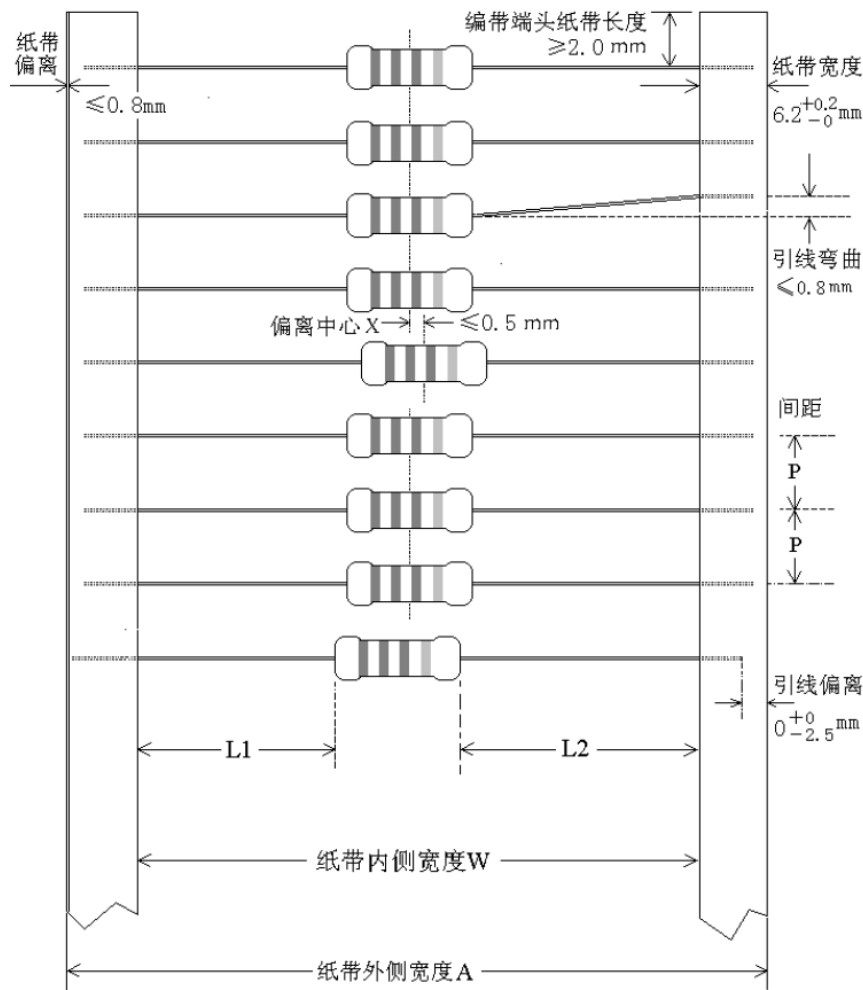 纸带
偏离
≤0.8mm
编带端头纸带长度
≥2.0 mm
纸带宽度
6.2 +0.2 -0 mm
引线弯曲
≤0.8 mm
偏离中心X
≤0.5 mm
间距
P
P
引线偏离
0 +0 -2.5 mm
L1
L2
纸带内侧宽度W
纸带外侧宽度A